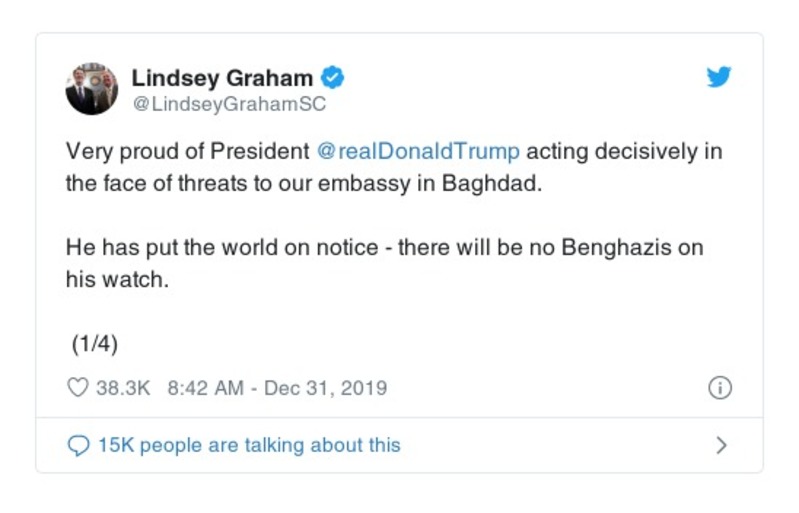 Lindsey Graham
@LindseyGrahamSC
Very proud of President @realDonaldTrump acting decisively in
the face of threats to our embassy in Baghdad.
He has put the world on notice - there will be no Benghazis on
his watch.
(1/4)
38.3K 8:42 AM - Dec 31, 2019
15K people are talking about this